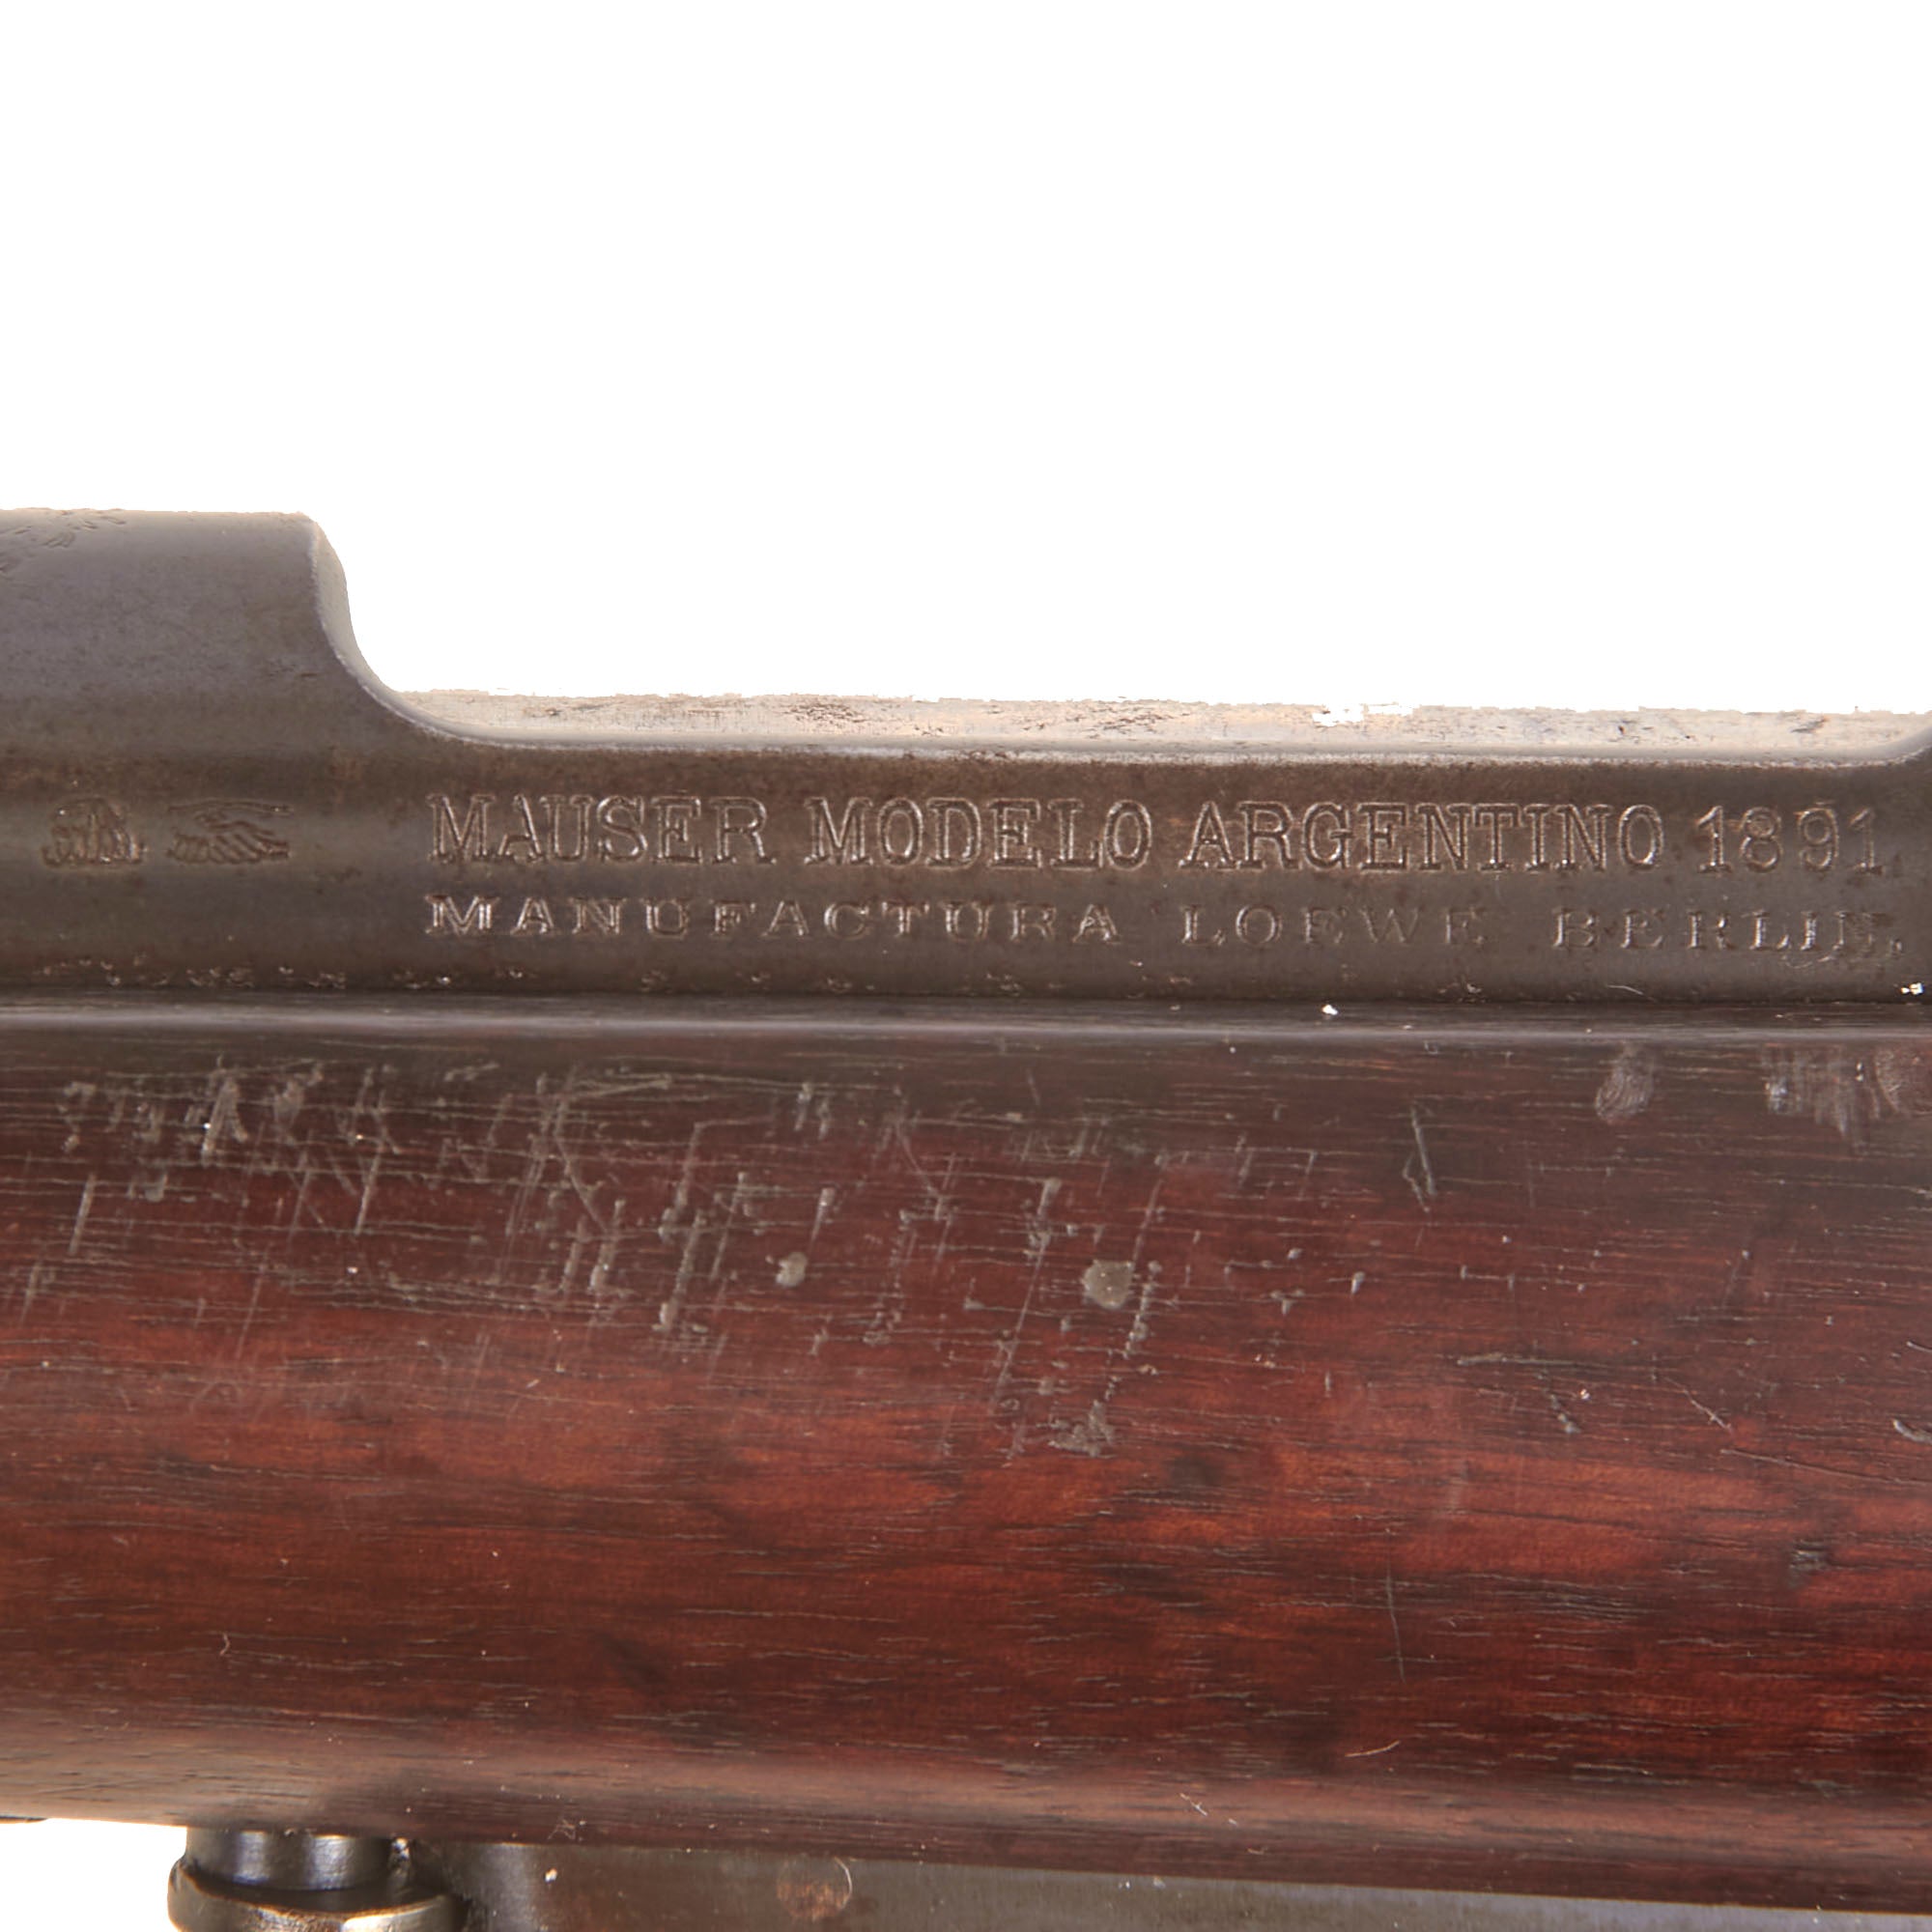 MAUSER MODELO ARGENTINO 1891.
MANUFACTURA LOEWE BERLIN.